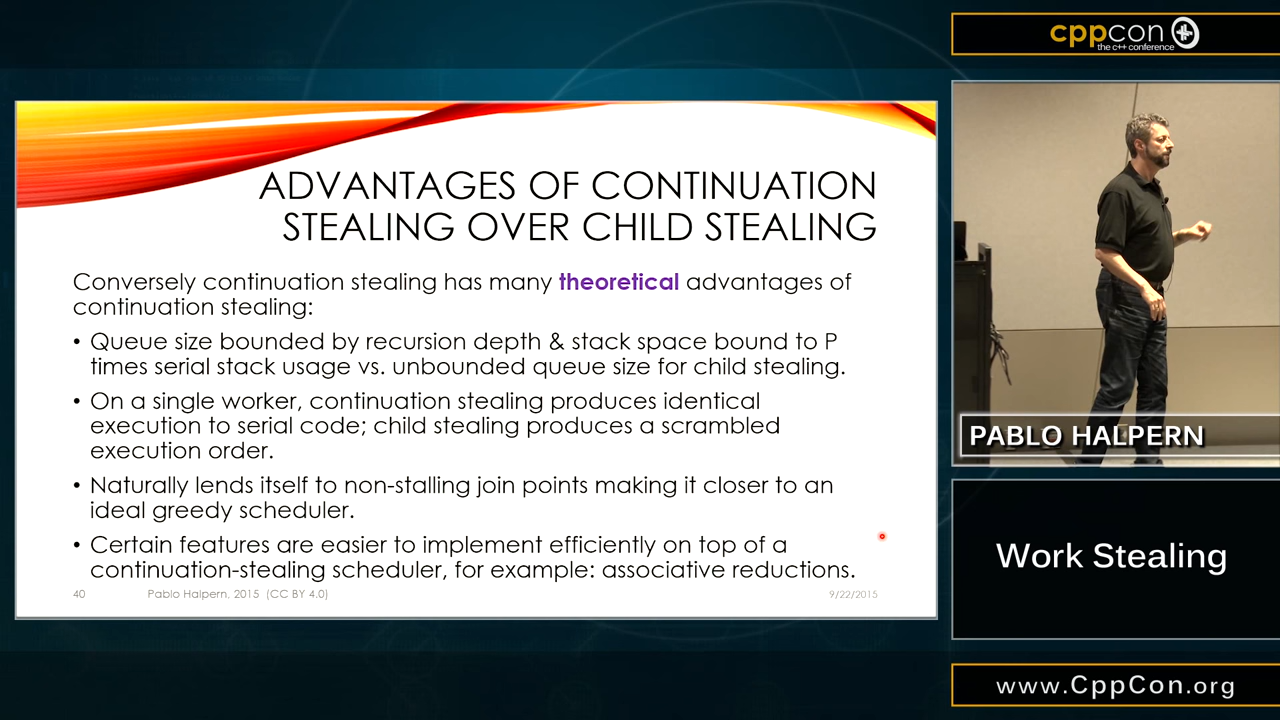 ADVANTAGES OF CONTINUATION
STEALING OVER CHILD STEALING
Conversely continuation stealing has many theoretical advantages of
continuation stealing:
• Queue size bounded by recursion depth & stack space bound to P
times serial stack usage vs. unbounded queue size for child stealing.
• On a single worker, continuation stealing produces identical
execution to serial code; child stealing produces a scrambled
execution order.
• Naturally lends itself to non-stalling join points making it closer to an
ideal greedy scheduler.
• Certain features are easier to implement efficiently on top of a
continuation-stealing scheduler, for example: associative reductions.
40 Pablo Halpern, 2015 (CC BY 4.0) 9/22/2015
cppcon
the c++ conference
PABLO HALPERN
Work Stealing
www.CppCon.org